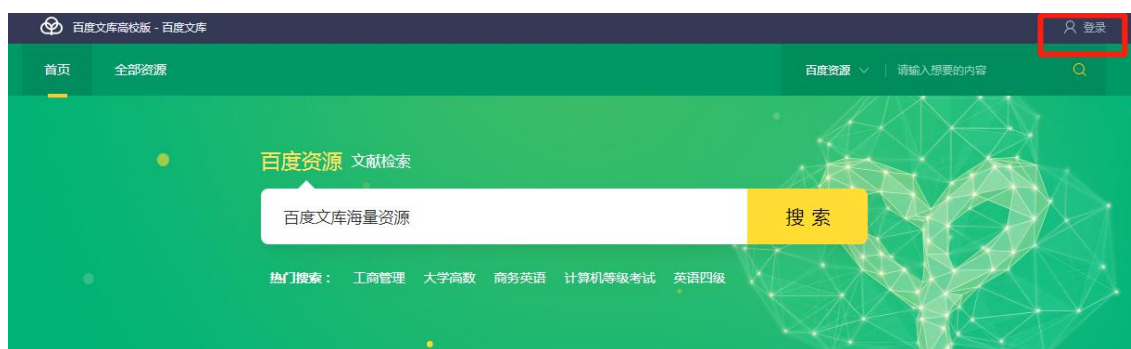 百度文库高校版 - 百度文库 登录
首页 全部资源 百度资源 请输入想要的内容
百度资源 文献检索
百度文库海量资源 搜索
热门搜索： 工商管理 大学高数 商务英语 计算机等级考试 英语四级